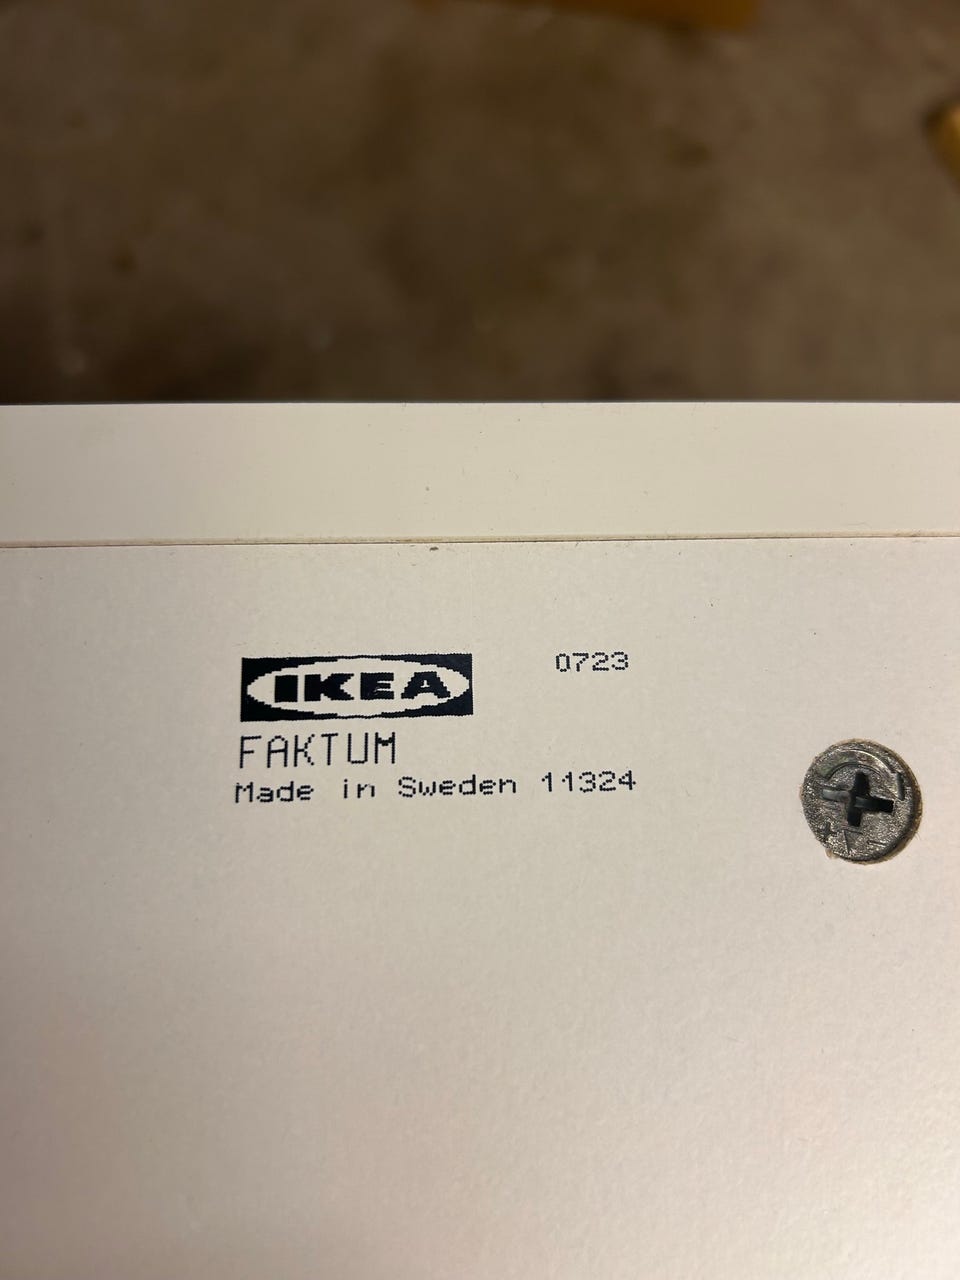 IKEA 0723
FAKTUM
Made in Sweden 11324